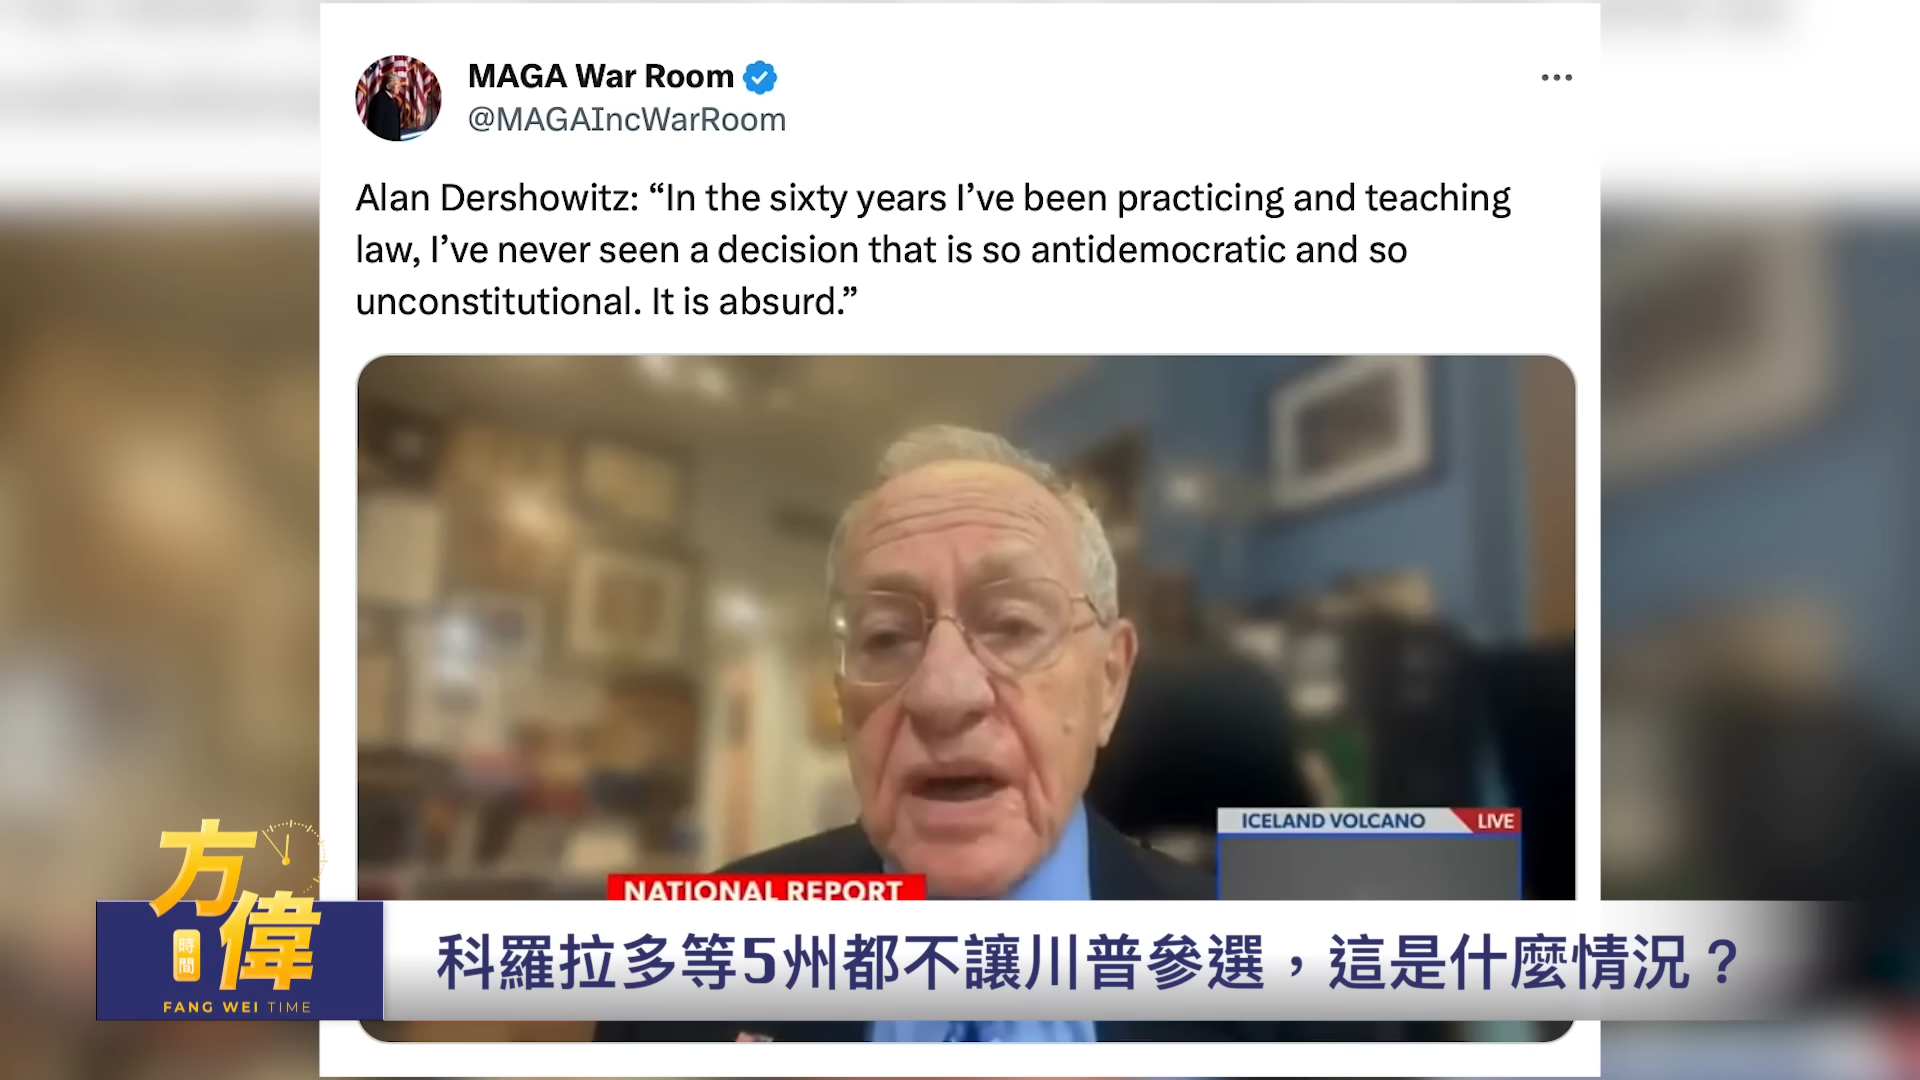 MAGA War Room
@MAGAIncWarRoom
Alan Dershowitz: “In the sixty years I’ve been practicing and teaching
law, I’ve never seen a decision that is so antidemocratic and so
unconstitutional. It is absurd.”
ICELAND VOLCANO LIVE
NATIONAL REPORT
方偉
時間
FANG WEI TIME
科羅拉多等5州都不讓川普參選，這是什麼情況？